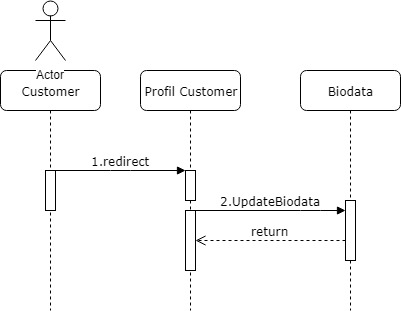 Actor
Customer
Profil Customer
Biodata
1.redirect
2.UpdateBiodata
return